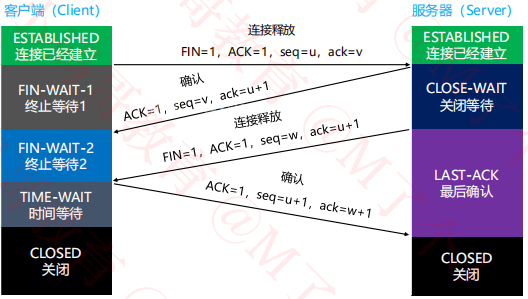 客户端（Client）
服务器（Server）
ESTABLISHED
连接已经建立
连接释放
FIN=1，ACK=1，seq=u，ack=v
ESTABLISHED
连接已经建立
FIN-WAIT-1
终止等待1
确认
ACK=1，seq=v，ack=u+1
CLOSE-WAIT
关闭等待
FIN-WAIT-2
终止等待2
连接释放
FIN=1，ACK=1，seq=w，ack=u+1
TIME-WAIT
时间等待
确认
ACK=1，seq=u+1，ack=w+1
LAST-ACK
最后确认
CLOSED
关闭
CLOSED
关闭